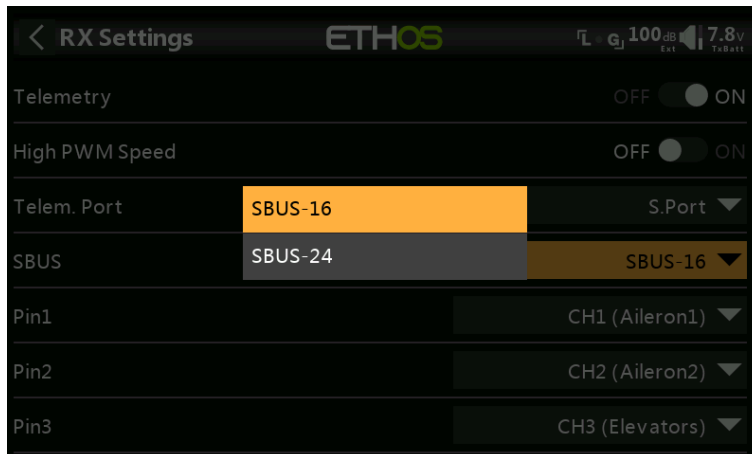 RX Settings ETHOS L G 100dB Ext 7.8V TxBatt
Telemetry OFF ON
High PWM Speed OFF ON
Telem. Port S.Port
SBUS-16
SBUS-24
SBUS SBUS-16
Pin1 CH1 (Aileron1)
Pin2 CH2 (Aileron2)
Pin3 CH3 (Elevators)